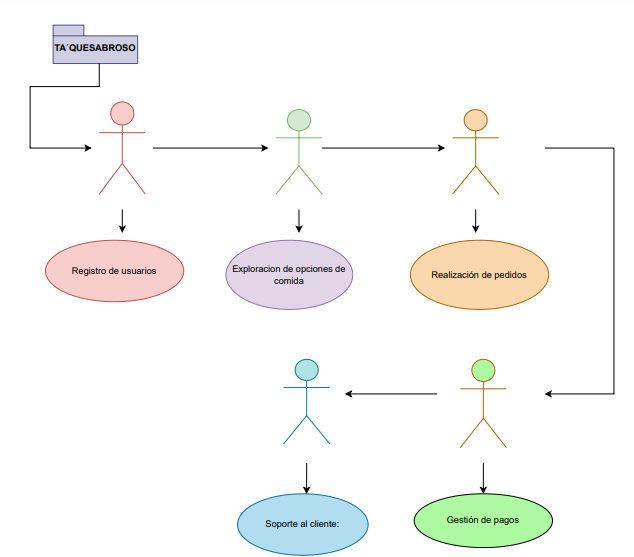 TA´QUESABROSO
Registro de usuarios
Exploracion de opciones de
comida
Realización de pedidos
Soporte al cliente:
Gestión de pagos